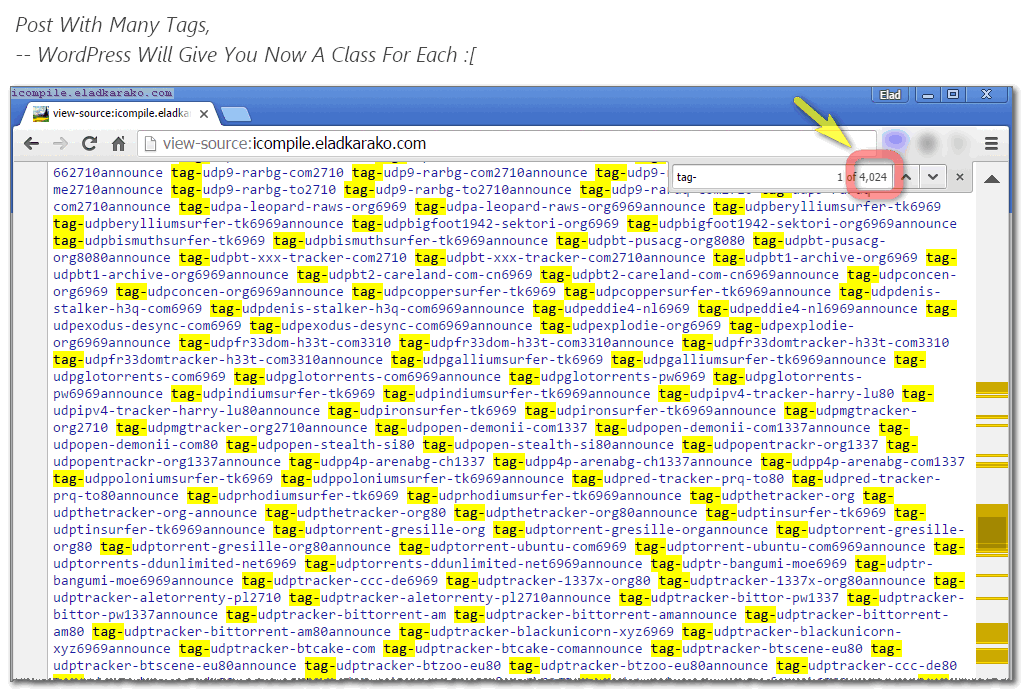 Post With Many Tags,
-- WordPress Will Give You Now A Class For Each :[
icompile.eladkarako.com
Elad
view-source:icompile.eladkar
view-source:icompile.eladkarako.com
tag- 1 of 4,024
662710announce tag-udp9-rarbg-com2710 tag-udp9-rarbg-com2710announce tag-udp9-
me2710announce tag-udp9-rarbg-to2710 tag-udp9-rarbg-to2710announce
com2710announce tag-udpa-leopard-raws-org6969 tag-udpa-leopard-raws-org6969announce tag-udpberylliumsurfer-tk6969
tag-udpberylliumsurfer-tk6969announce tag-udpbigfoot1942-sektori-org6969 tag-udpbigfoot1942-sektori-org6969announce
tag-udpbismuthsurfer-tk6969 tag-udpbismuthsurfer-tk6969announce tag-udpbt-pusacg-org8080 tag-udpbt-pusacg-
org8080announce tag-udpbt-xxx-tracker-com2710 tag-udpbt-xxx-tracker-com2710announce tag-udpbt1-archive-org6969 tag-
udpbt1-archive-org6969announce tag-udpbt2-careland-com-cn6969 tag-udpbt2-careland-com-cn6969announce tag-udpconcen-
org6969 tag-udpconcen-org6969announce tag-udpcoppersurfer-tk6969 tag-udpcoppersurfer-tk6969announce tag-udpdenis-
stalker-h3q-com6969 tag-udpdenis-stalker-h3q-com6969announce tag-udpeddie4-nl6969 tag-udpeddie4-nl6969announce tag-
udpexodus-desync-com6969 tag-udpexodus-desync-com6969announce tag-udpexplodie-org6969 tag-udpexplodie-
org6969announce tag-udpfr33dom-h33t-com3310 tag-udpfr33dom-h33t-com3310announce tag-udpfr33domtracker-h33t-com3310
tag-udpfr33domtracker-h33t-com3310announce tag-udpgalliumsurfer-tk6969 tag-udpgalliumsurfer-tk6969announce tag-
udpglotorrents-com6969 tag-udpglotorrents-com6969announce tag-udpglotorrents-pw6969 tag-udpglotorrents-
pw6969announce tag-udpindiumsurfer-tk6969 tag-udpindiumsurfer-tk6969announce tag-udpipv4-tracker-harry-lu80 tag-
udpipv4-tracker-harry-lu80announce tag-udpironsurfer-tk6969 tag-udpironsurfer-tk6969announce tag-udpmgtracker-
org2710 tag-udpmgtracker-org2710announce tag-udpopen-demonii-com1337 tag-udpopen-demonii-com1337announce tag-
udpopen-demonii-com80 tag-udpopen-stealth-si80 tag-udpopen-stealth-si80announce tag-udpopentrackr-org1337 tag-
udpopentrackr-org1337announce tag-udpp4p-arenabg-ch1337 tag-udpp4p-arenabg-ch1337announce tag-udpp4p-arenabg-com1337
tag-udppoloniumsurfer-tk6969 tag-udppoloniumsurfer-tk6969announce tag-udpred-tracker-prq-to80 tag-udpred-tracker-
prq-to80announce tag-udprhodiumsurfer-tk6969 tag-udprhodiumsurfer-tk6969announce tag-udpthetracker-org tag-
udpthetracker-org-announce tag-udpthetracker-org80 tag-udpthetracker-org80announce tag-udptinsurfer-tk6969 tag-
udptinsurfer-tk6969announce tag-udptorrent-gresille-org tag-udptorrent-gresille-organnounce tag-udptorrent-gresille-
org80 tag-udptorrent-gresille-org80announce tag-udptorrent-ubuntu-com6969 tag-udptorrent-ubuntu-com6969announce tag-
udptorrents-ddunlimited-net6969 tag-udptorrents-ddunlimited-net6969announce tag-udptr-bangumi-moe6969 tag-udptr-
bangumi-moe6969announce tag-udptracker-ccc-de6969 tag-udptracker-1337x-org80 tag-udptracker-1337x-org80announce tag-
udptracker-aletorrenty-pl2710 tag-udptracker-aletorrenty-pl2710announce tag-udptracker-bittor-pw1337 tag-udptracker-
bittor-pw1337announce tag-udptracker-bittorrent-am tag-udptracker-bittorrent-amannounce tag-udptracker-bittorrent-
am80 tag-udptracker-bittorrent-am80announce tag-udptracker-blackunicorn-xyz6969 tag-udptracker-blackunicorn-
xyz6969announce tag-udptracker-btcake-com tag-udptracker-btcake-comannounce tag-udptracker-btscene-eu80 tag-
udptracker-btscene-eu80announce tag-udptracker-btzoo-eu80 tag-udptracker-btzoo-eu80announce tag-udptracker-ccc-de80